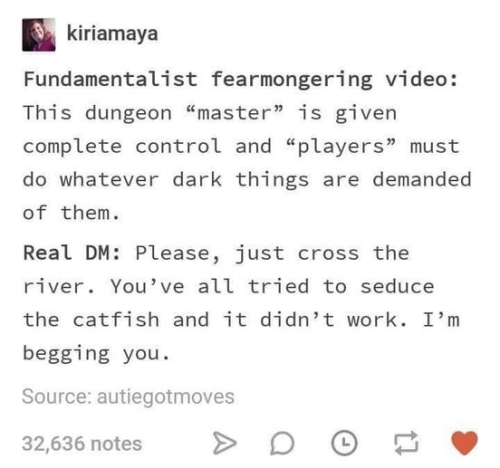 kiriamaya
Fundamentalist fearmongering video:
This dungeon “master” is given
complete control and “players” must
do whatever dark things are demanded
of them.
Real DM: Please, just cross the
river. You’ve all tried to seduce
the catfish and it didn’t work. I’m
begging you.
Source: autiegotmoves
32,636 notes